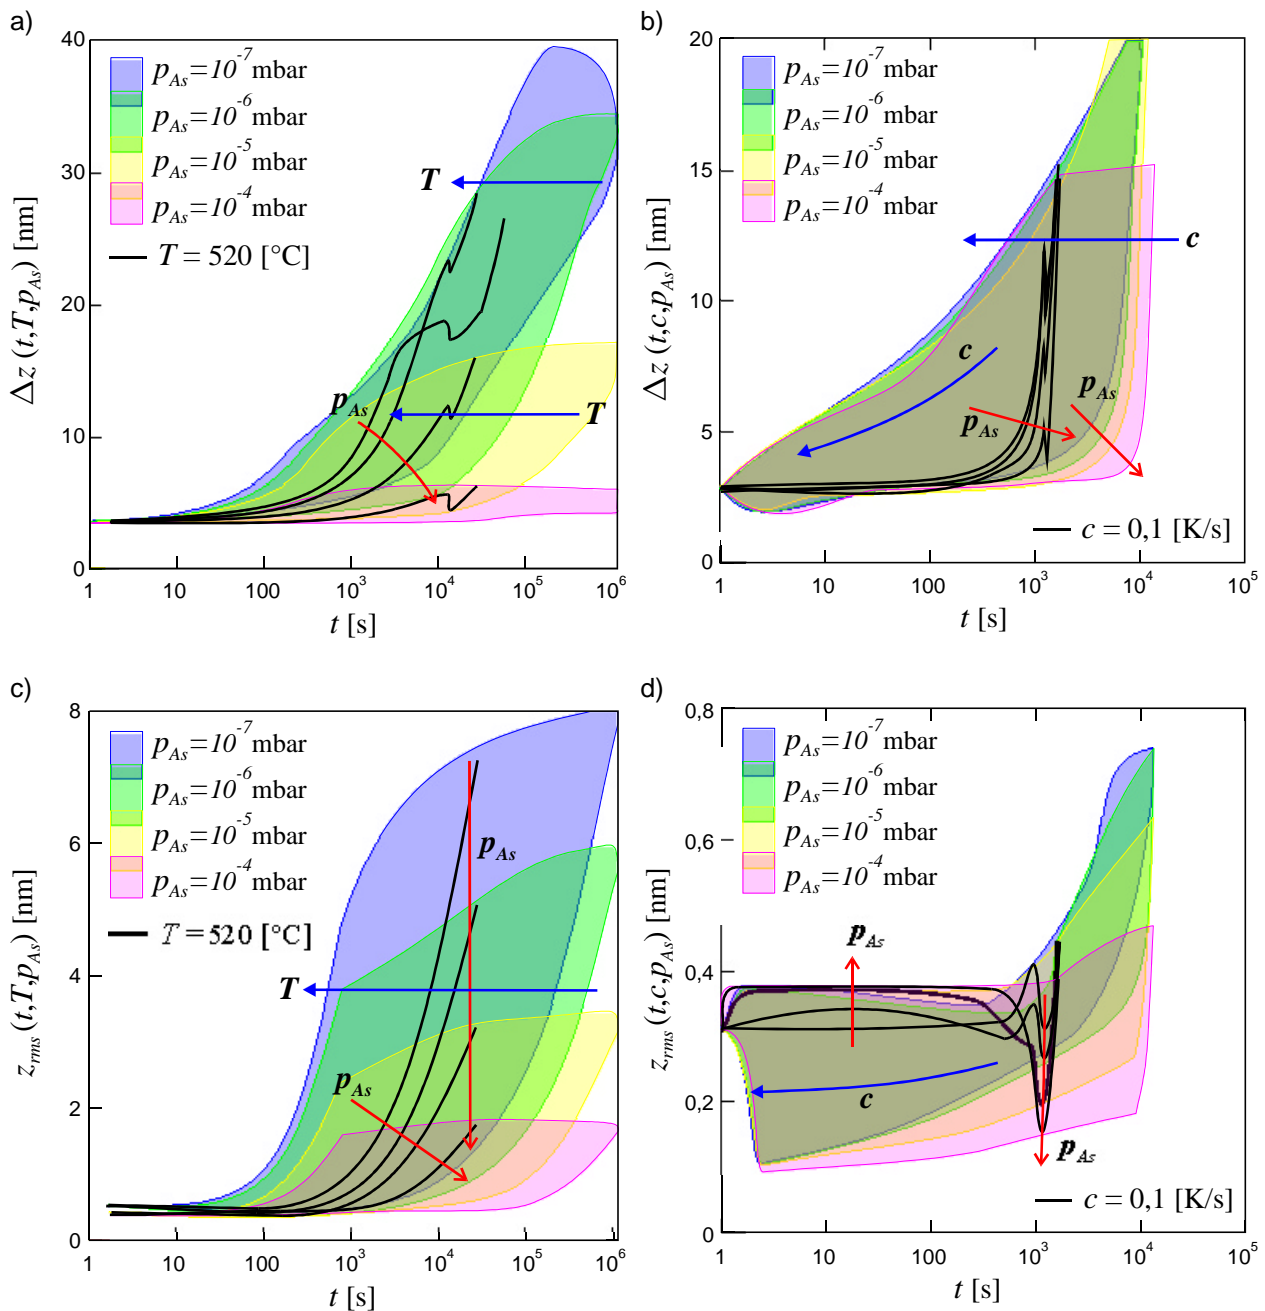 a)
40
30
20
10
0
Δz (t,T,p_As) [nm]
p_As=10^-7 mbar
p_As=10^-6 mbar
p_As=10^-5 mbar
p_As=10^-4 mbar
T = 520 [°C]
T
p_As
T
1 10 100 10^3 10^4 10^5 10^6
t [s]
b)
20
15
10
5
0
Δz (t,c,p_As) [nm]
p_As=10^-7 mbar
p_As=10^-6 mbar
p_As=10^-5 mbar
p_As=10^-4 mbar
c
c
p_As
p_As
c = 0,1 [K/s]
1 10 100 10^3 10^4 10^5
t [s]
c)
8
6
4
2
0
z_rms (t,T,p_As) [nm]
p_As=10^-7 mbar
p_As=10^-6 mbar
p_As=10^-5 mbar
p_As=10^-4 mbar
T = 520 [°C]
p_As
T
p_As
1 10 100 10^3 10^4 10^5 10^6
t [s]
d)
0,8
0,6
0,4
0,2
0
z_rms (t,c,p_As) [nm]
p_As=10^-7 mbar
p_As=10^-6 mbar
p_As=10^-5 mbar
p_As=10^-4 mbar
p_As
c
p_As
c = 0,1 [K/s]
1 10 100 10^3 10^4 10^5
t [s]